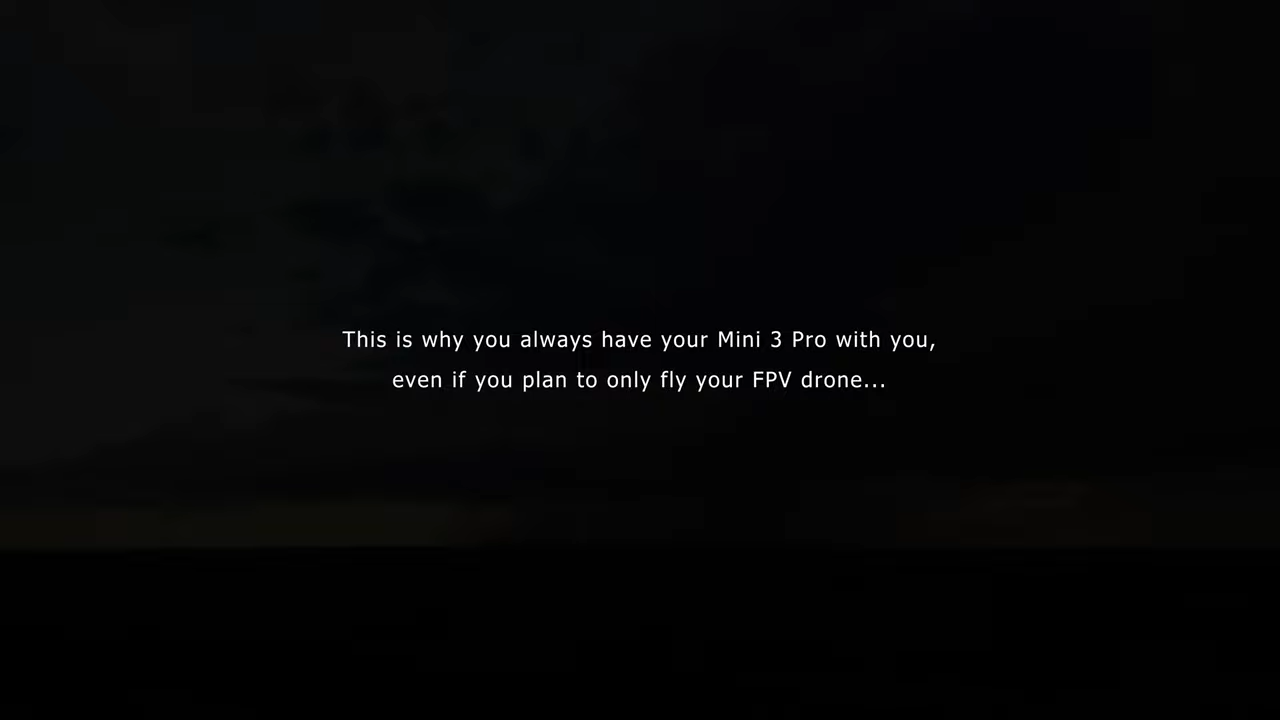 This is why you always have your Mini 3 Pro with you,
even if you plan to only fly your FPV drone...